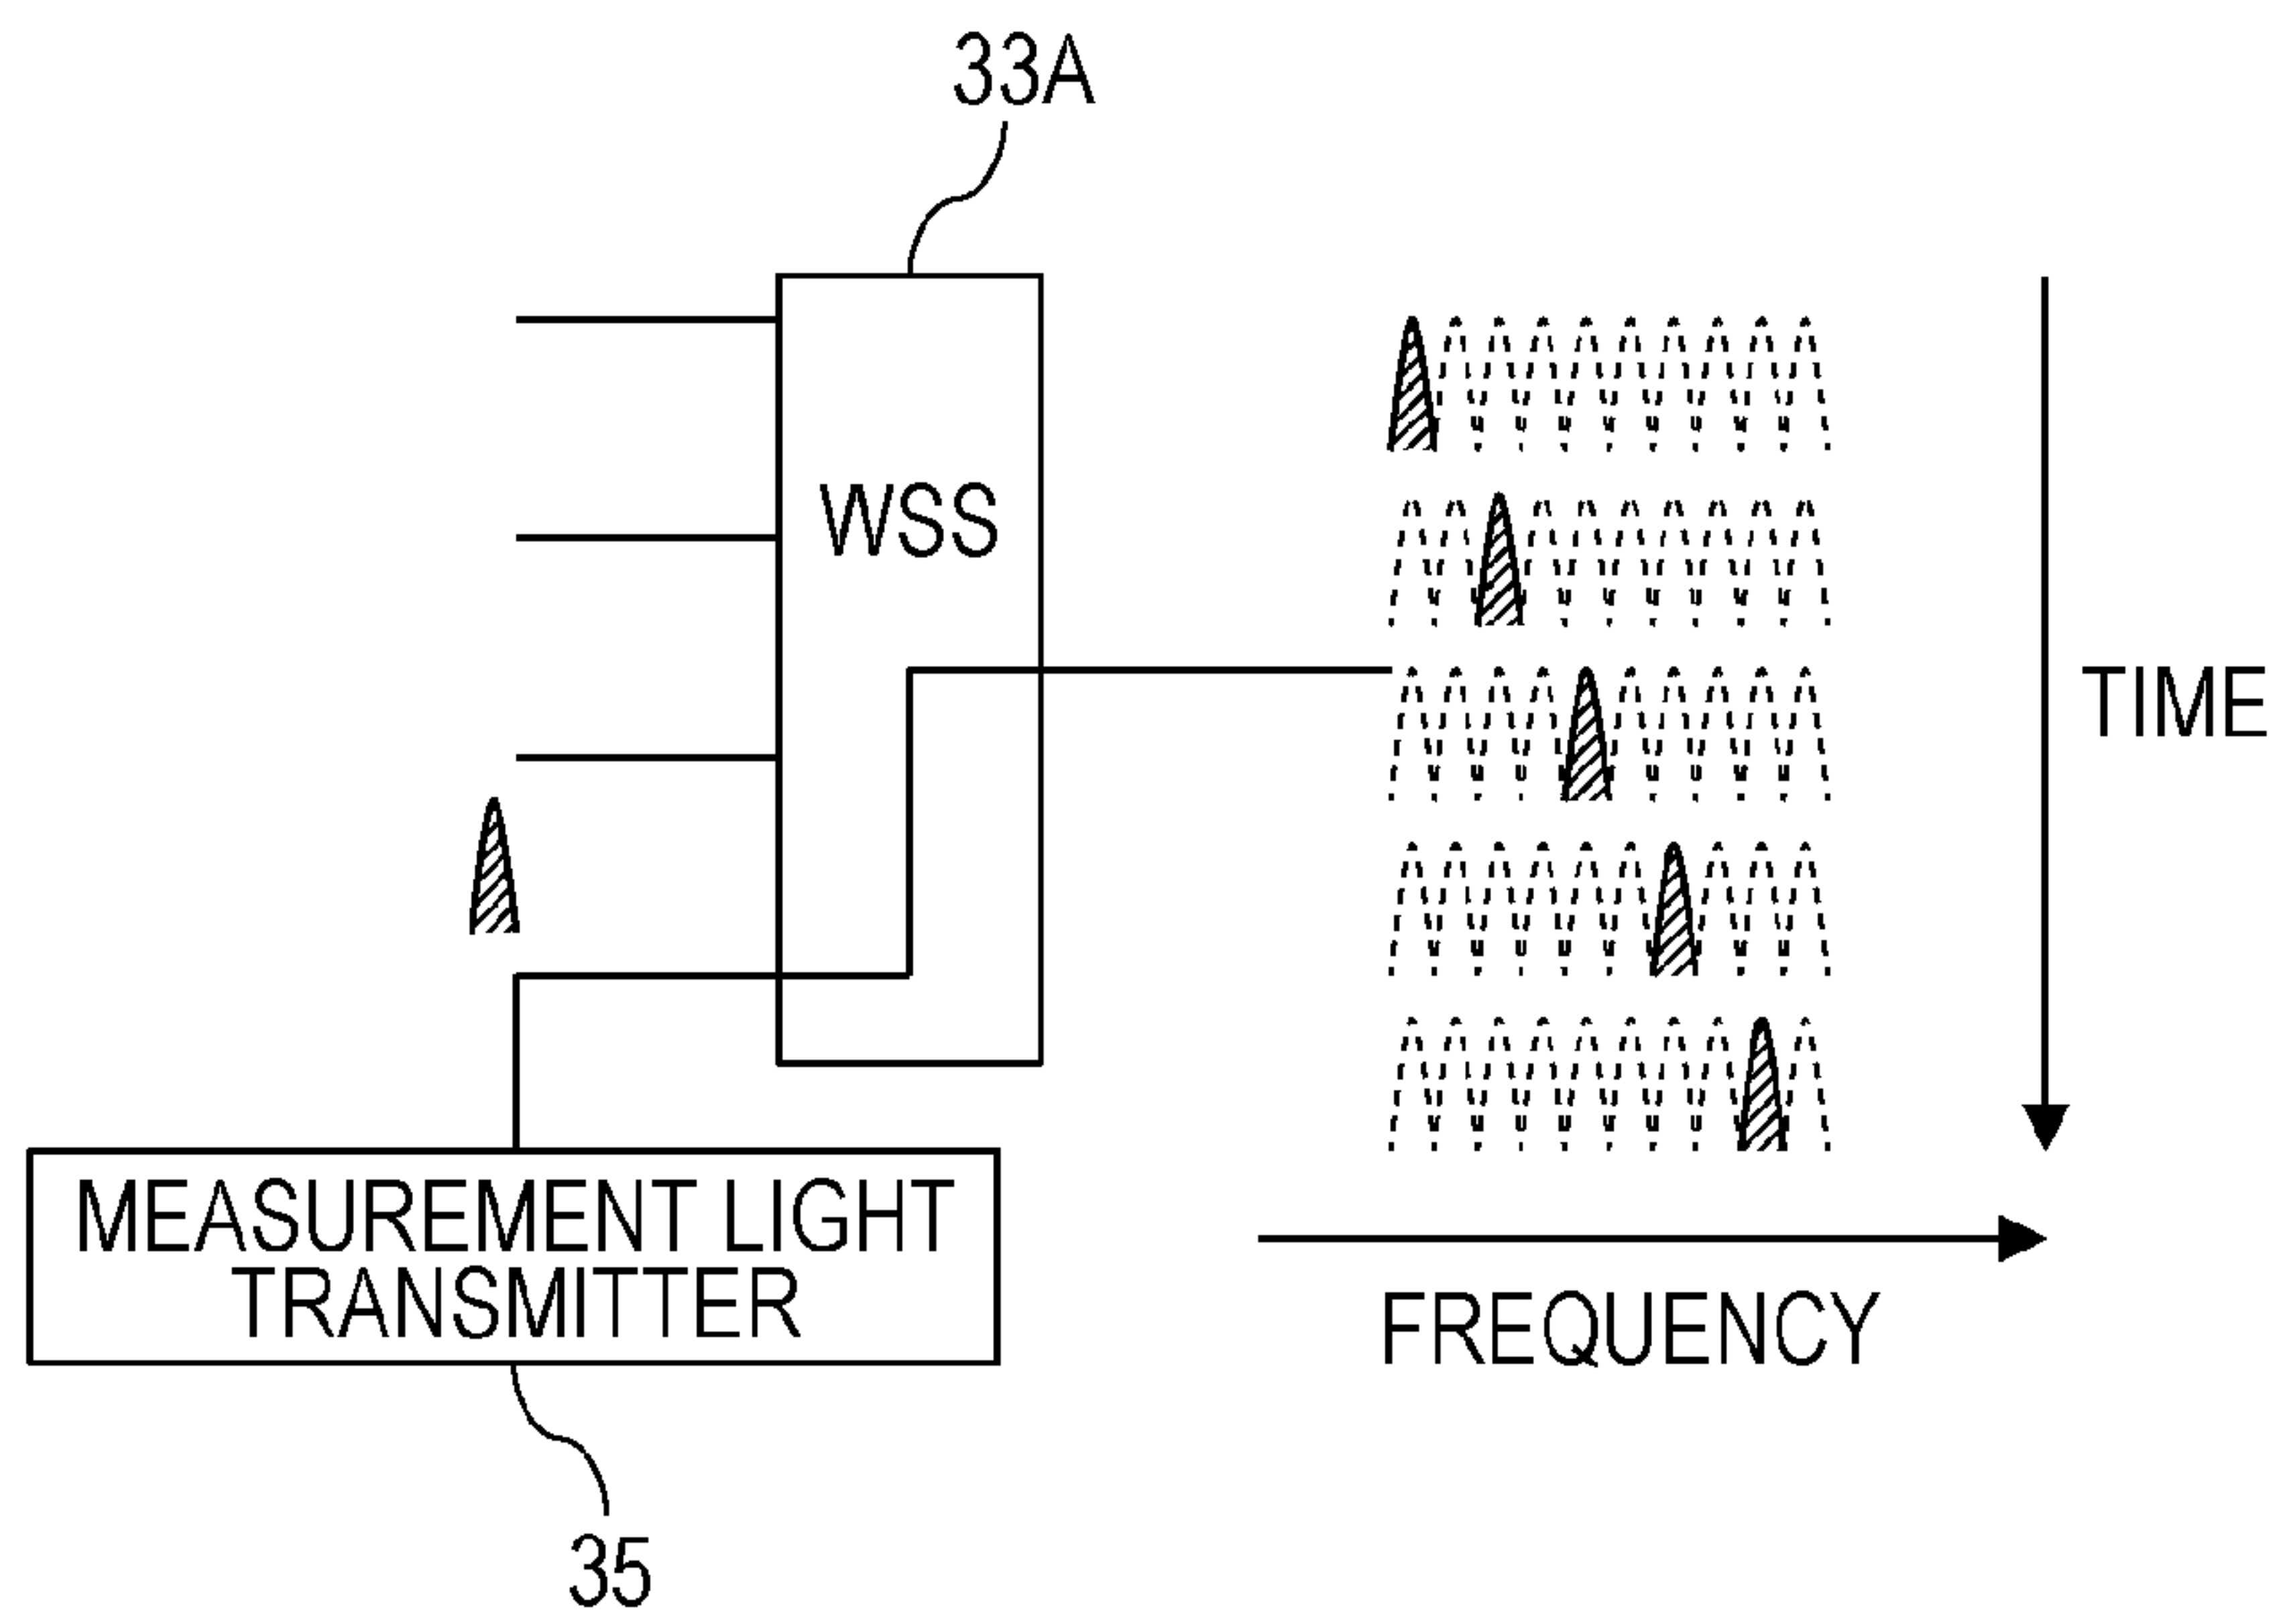 33A
WSS
TIME
MEASUREMENT LIGHT
TRANSMITTER
FREQUENCY
35